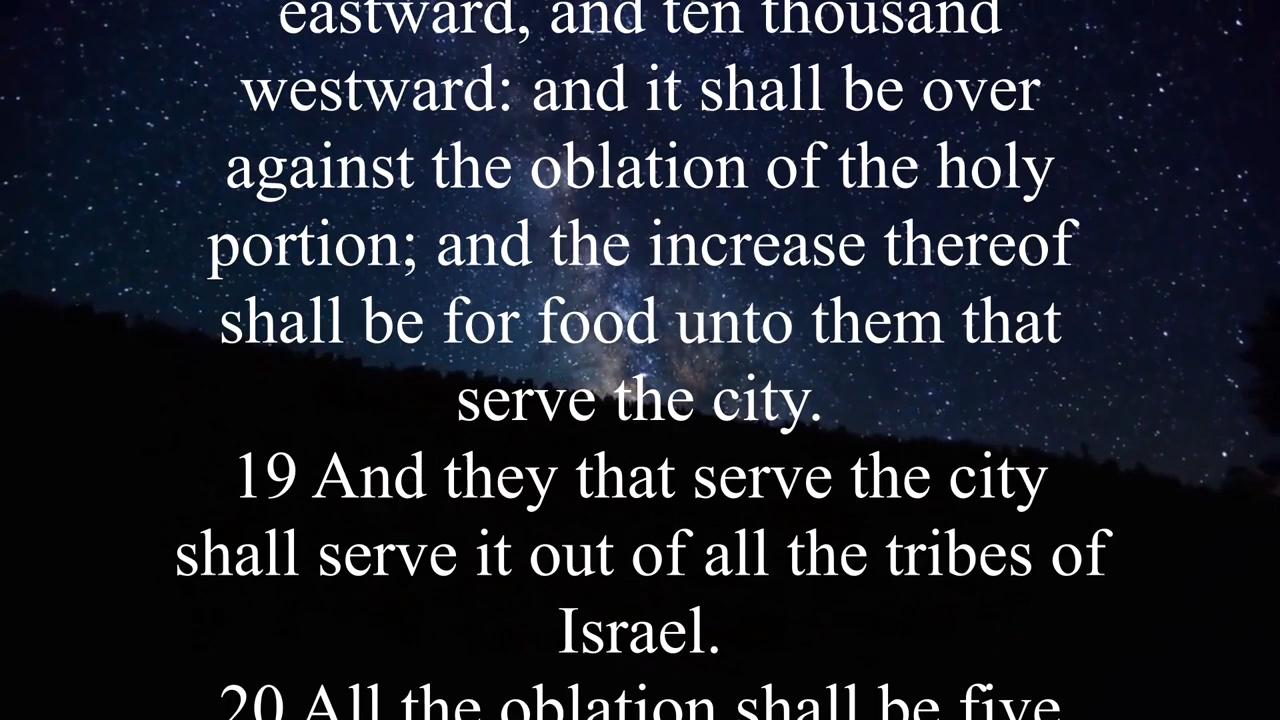 eastward, and ten thousand
westward: and it shall be over
against the oblation of the holy
portion; and the increase thereof
shall be for food unto them that
serve the city.
19 And they that serve the city
shall serve it out of all the tribes of
Israel.
20 All the oblation shall be five